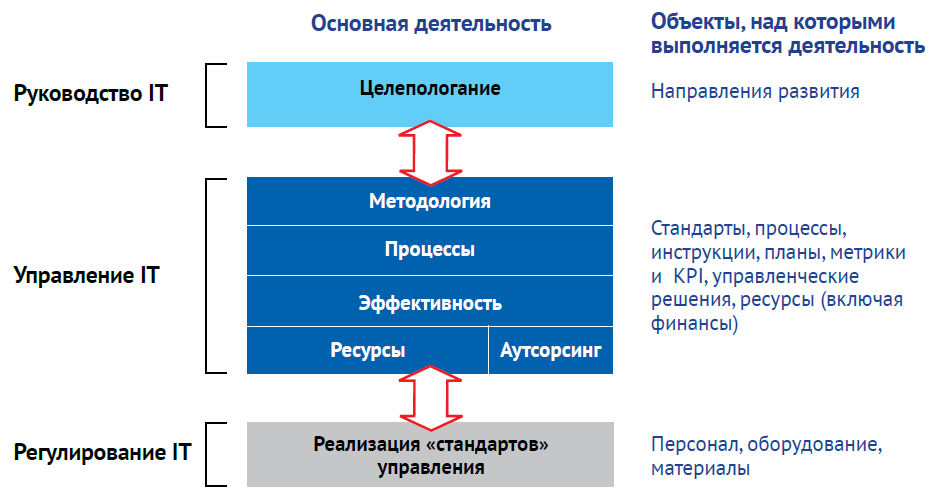 Основная деятельность
Объекты, над которыми
выполняется деятельность
Руководство IT
Целепологание
Направления развития
Управление IT
Методология
Процессы
Эффективность
Ресурсы
Аутсорсинг
Стандарты, процессы,
инструкции, планы, метрики
и KPI, управленческие
решения, ресурсы (включая
финансы)
Регулирование IT
Реализация «стандартов»
управления
Персонал, оборудование,
материалы